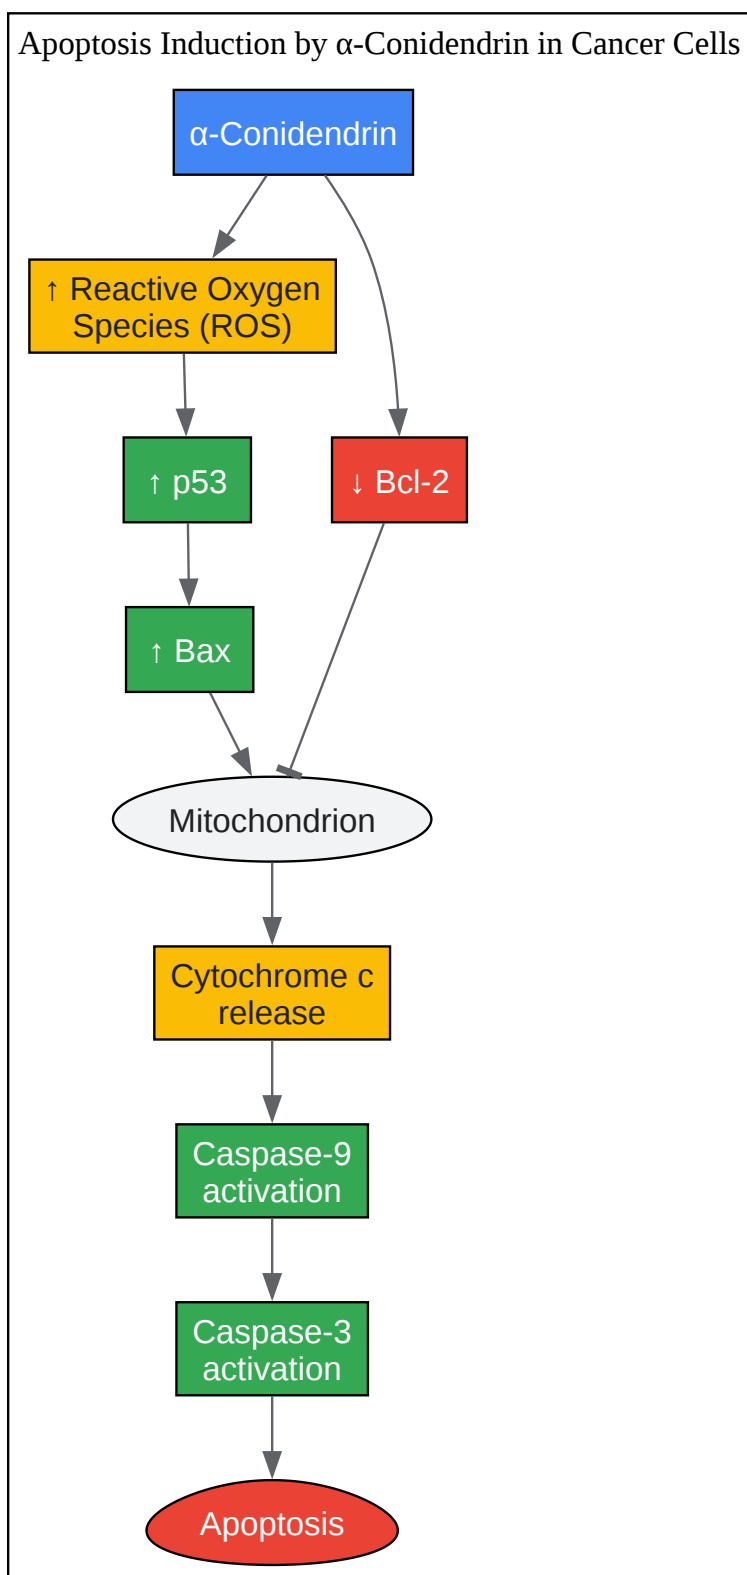 Apoptosis Induction by α-Conidendrin in Cancer Cells
α-Conidendrin
↑ Reactive Oxygen
Species (ROS)
↑ p53
↓ Bcl-2
↑ Bax
Mitochondrion
Cytochrome c
release
Caspase-9
activation
Caspase-3
activation
Apoptosis